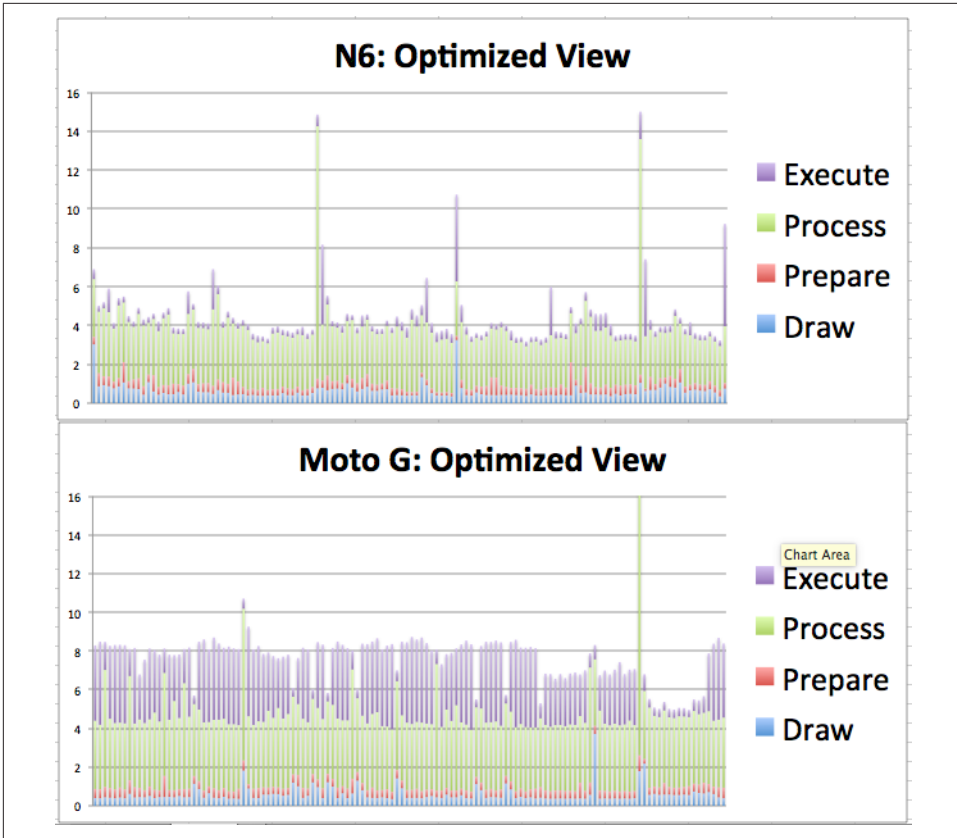 N6: Optimized View
16
14
12
10
8
6
4
2
0
Execute
Process
Prepare
Draw
Moto G: Optimized View
16
14
12
10
8
6
4
2
0
Chart Area
Execute
Process
Prepare
Draw